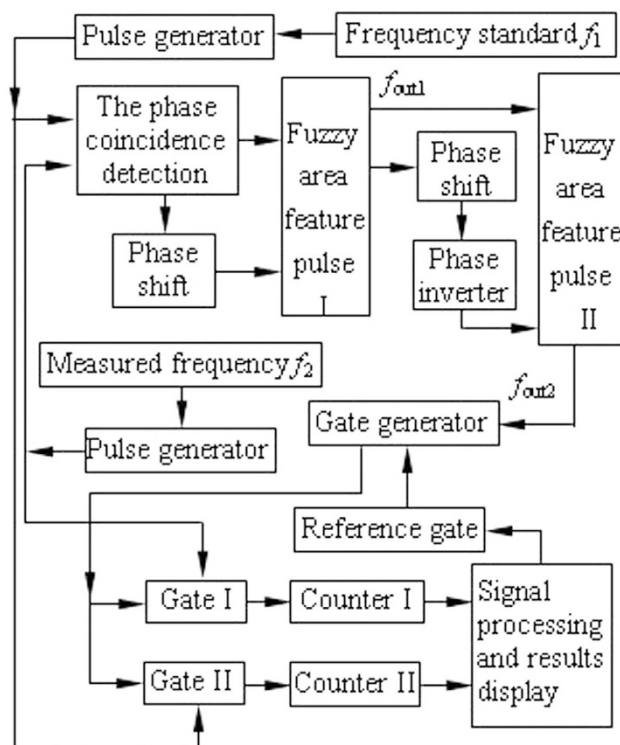 Pulse generator
Frequency standard f1
The phase
coincidence
detection
Phase
shift
Fuzzy
area
feature
pulse
I
fout1
Phase
shift
Phase
inverter
Fuzzy
area
feature
pulse
II
Measured frequency f2
Pulse generator
fout2
Gate generator
Reference gate
Gate I
Counter I
Signal
processing
and results
display
Gate II
Counter II